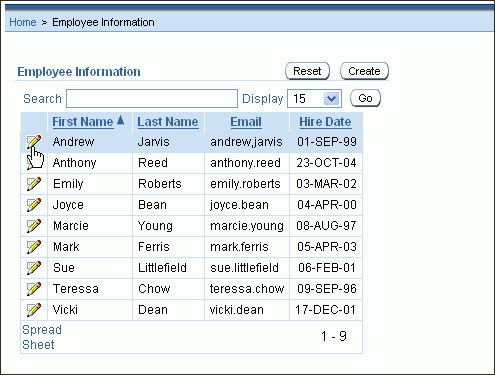 Home > Employee Information
Employee Information Reset Create
Search Display 15 Go
First Name Last Name Email Hire Date
Andrew Jarvis andrew,jarvis 01-SEP-99
Anthony Reed anthony.reed 23-OCT-04
Emily Roberts emily.roberts 03-MAR-02
Joyce Bean joyce.bean 04-APR-00
Marcie Young marcie.young 08-AUG-97
Mark Ferris mark.ferris 05-APR-03
Sue Littlefield sue.littlefield 06-FEB-01
Teressa Chow teressa.chow 09-SEP-96
Vicki Dean vicki.dean 17-DEC-01
Spread
Sheet 1 - 9